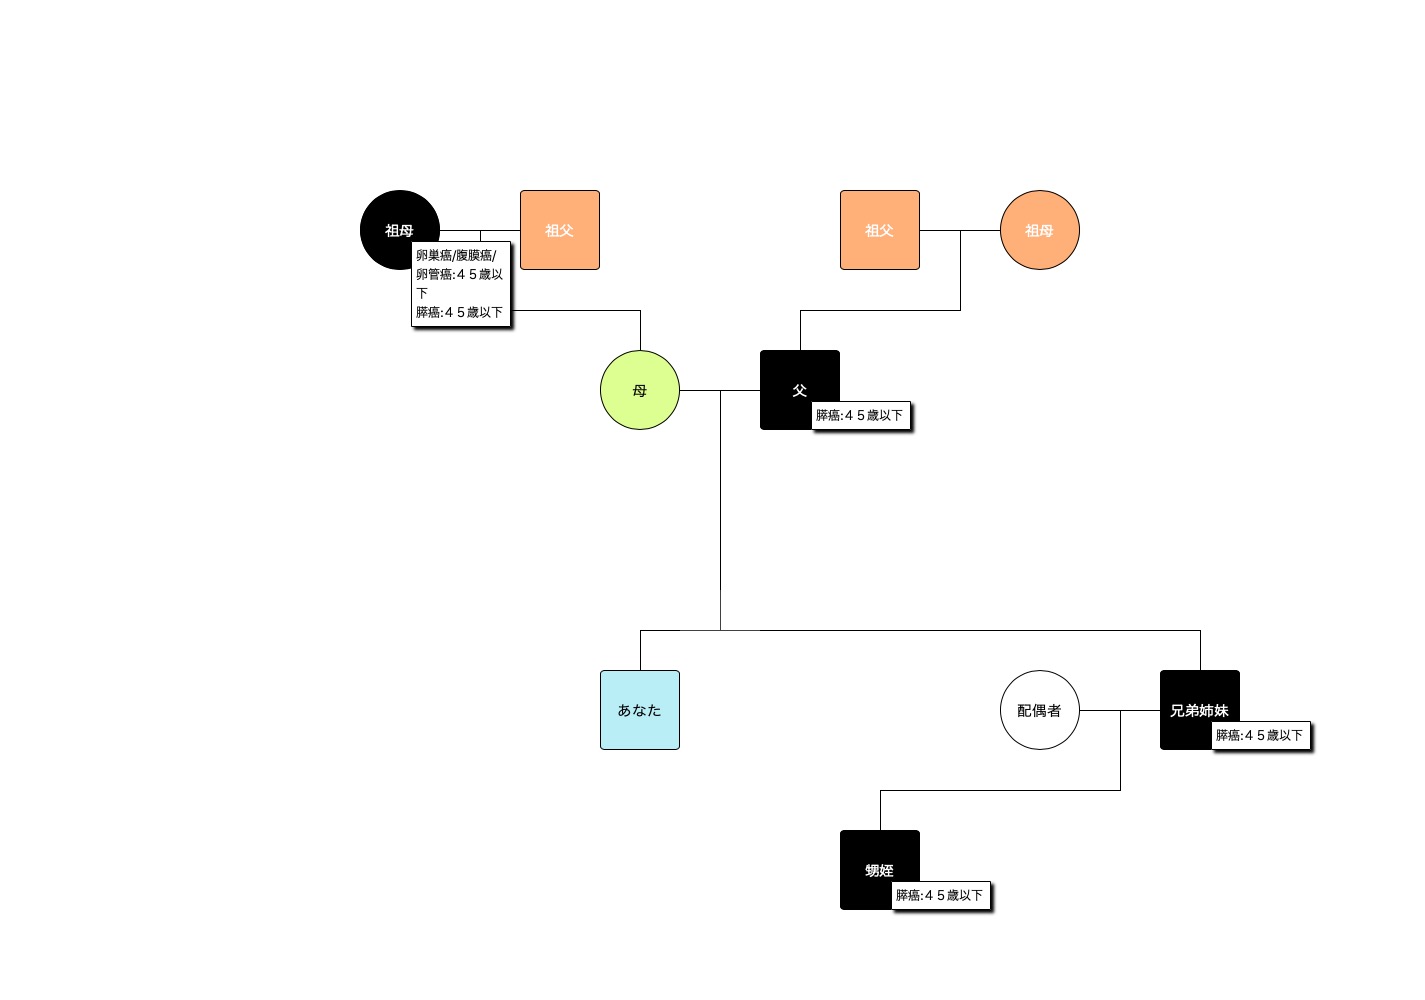 祖母
祖父
祖父
祖母
卵巣癌/腹膜癌/
卵管癌:４５歳以
下
膵癌:４５歳以下
母
父
膵癌:４５歳以下
あなた
配偶者
兄弟姉妹
膵癌:４５歳以下
甥姪
膵癌:４５歳以下